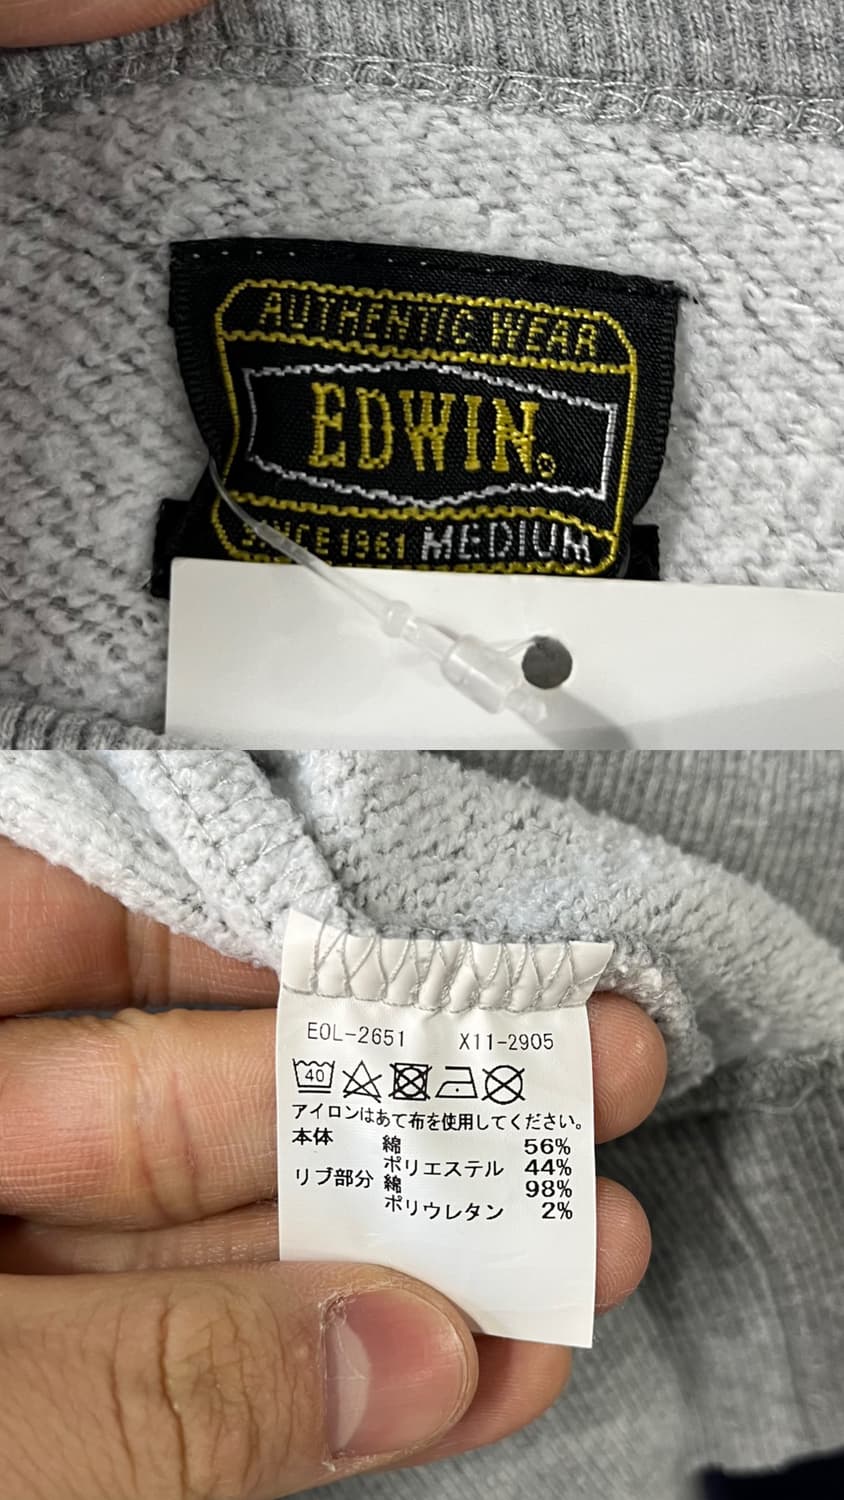 AUTHENTIC WEAR
EDWIN®
SINCE 1961 MEDIUM
EOL-2651 X11-2905
40
アイロンはあて布を使用してください。
本体 綿 56%
ポリエステル 44%
リブ部分 綿 98%
ポリウレタン 2%